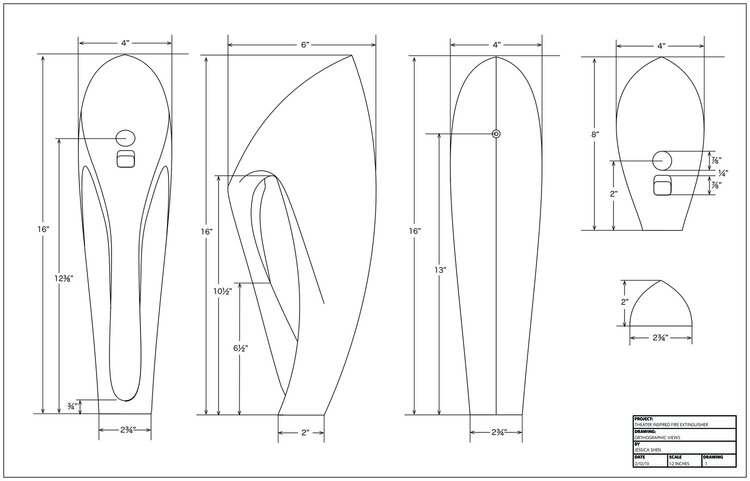 4"
6"
4"
4"
16"
12⅜"
¾"
2¾"
16"
10½"
6½"
2"
16"
13"
2¾"
8"
2"
⅞"
¼"
⅞"
2"
2¾"
PROJECT:
THEATER INSPIRED FIRE EXTINGUISHER
DRAWING:
ORTHOGRAPHIC VIEWS
BY
JESSICA SHEN
DATE SCALE DRAWING
2/12/13 1:2 INCHES 1